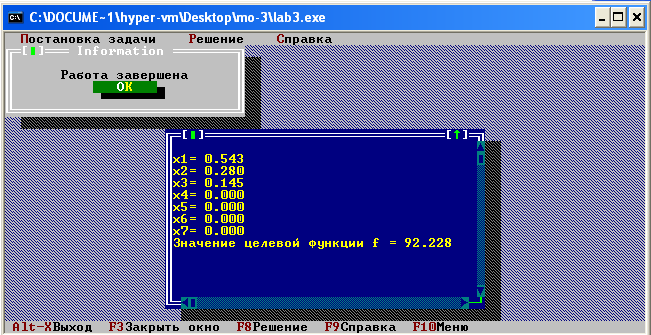 C:\DOCUME~1\hyper-vm\Desktop\mo-3\lab3.exe
Постановка задачи Решение Справка
Information
Работа завершена
OK
x1= 0.543
x2= 0.280
x3= 0.145
x4= 0.000
x5= 0.000
x6= 0.000
x7= 0.000
Значение целевой функции f = 92.228
Alt-X Выход F3 Закрыть окно F8 Решение F9 Справка F10 Меню